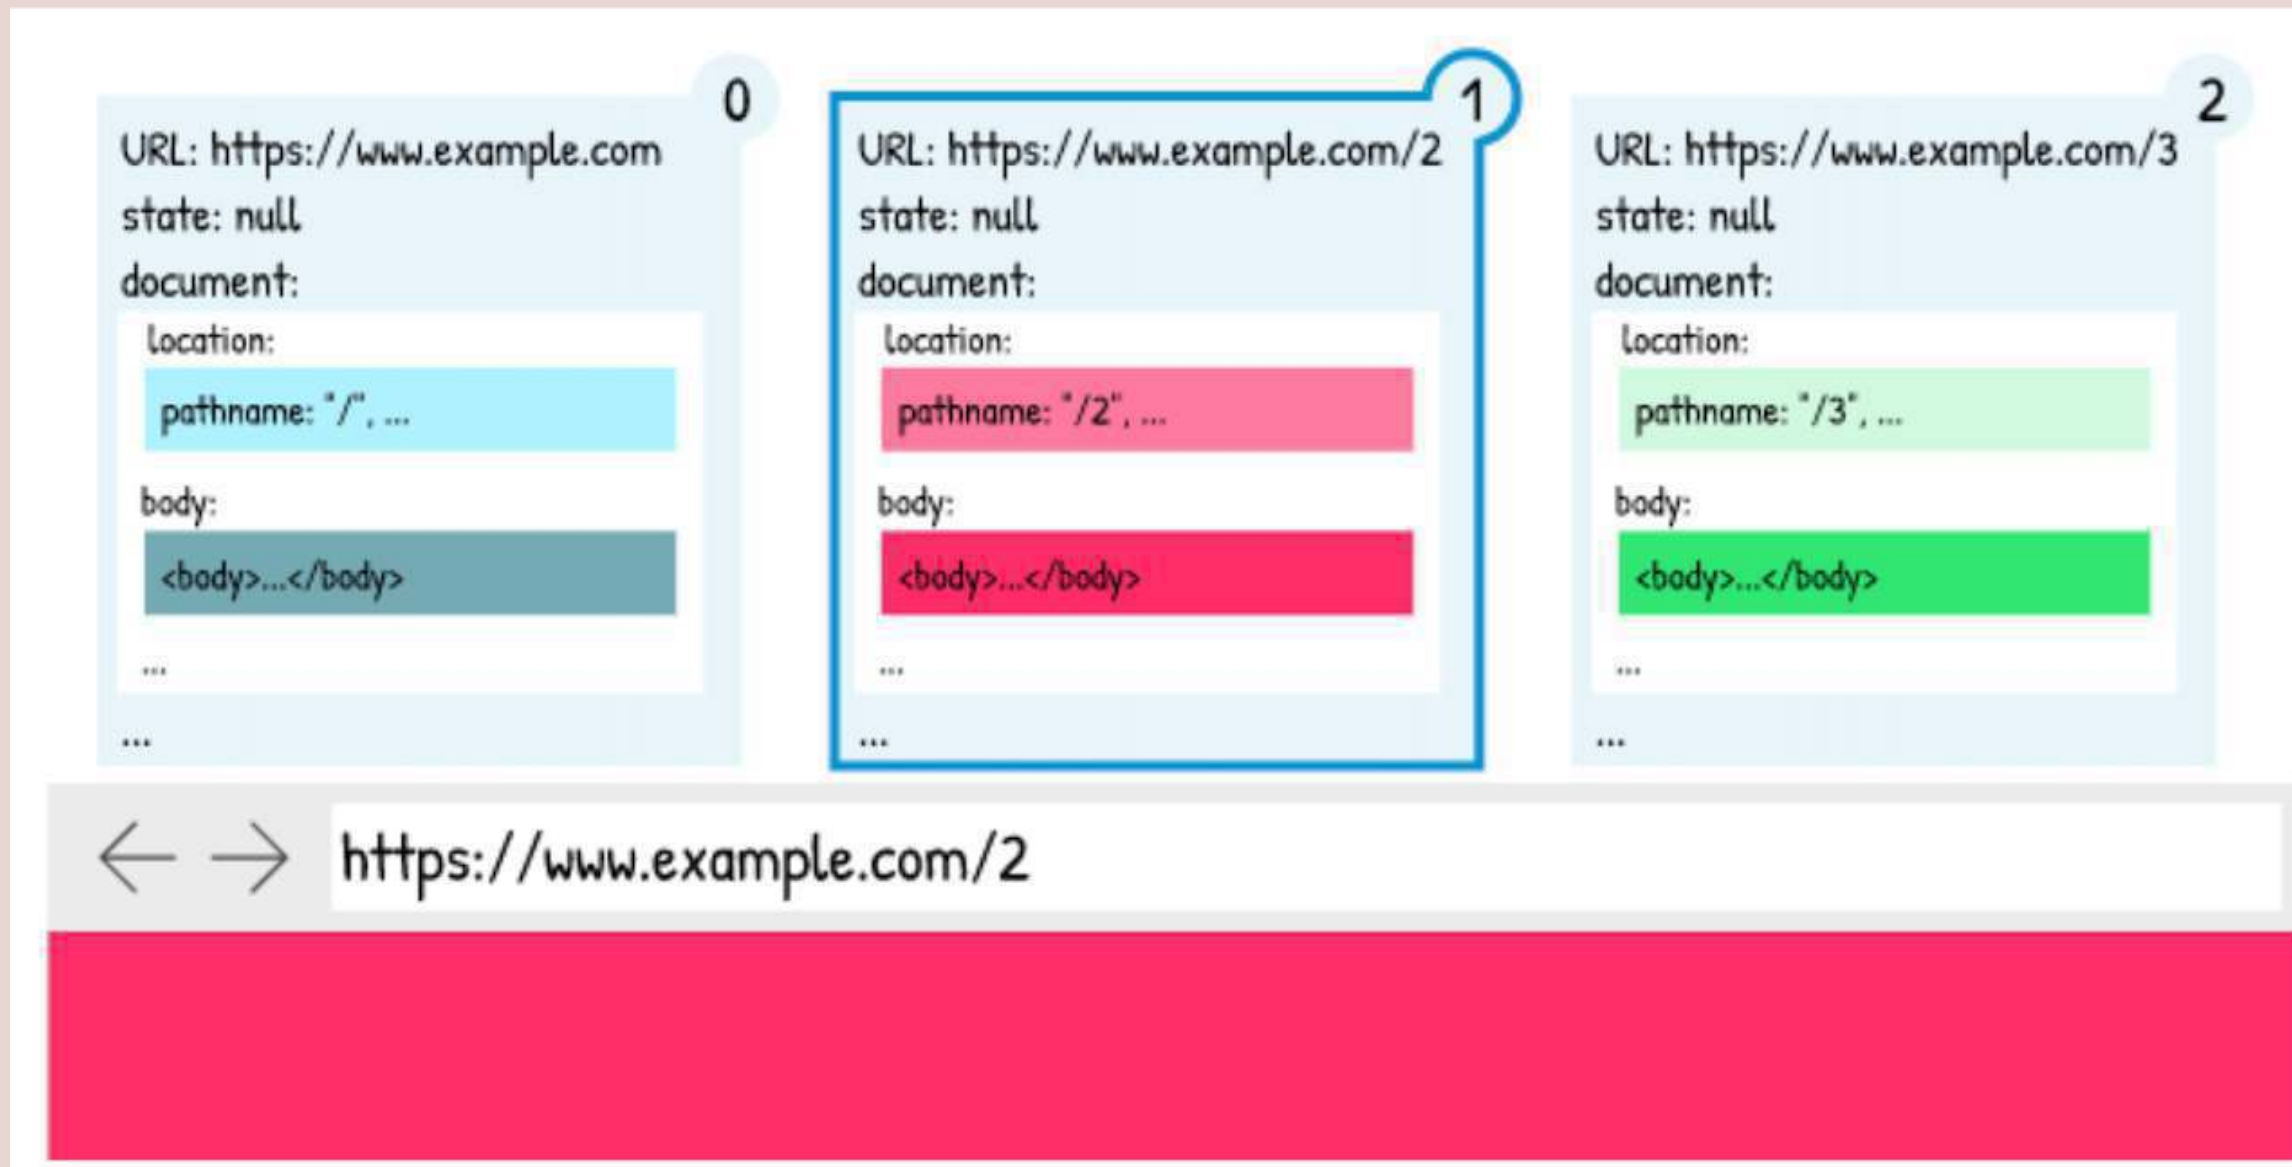 0
URL: https://www.example.com
state: null
document:
location:
pathname: "/", ...
body:
<body>...</body>
...
...
1
URL: https://www.example.com/2
state: null
document:
location:
pathname: "/2", ...
body:
<body>...</body>
...
...
2
URL: https://www.example.com/3
state: null
document:
location:
pathname: "/3", ...
body:
<body>...</body>
...
...
https://www.example.com/2